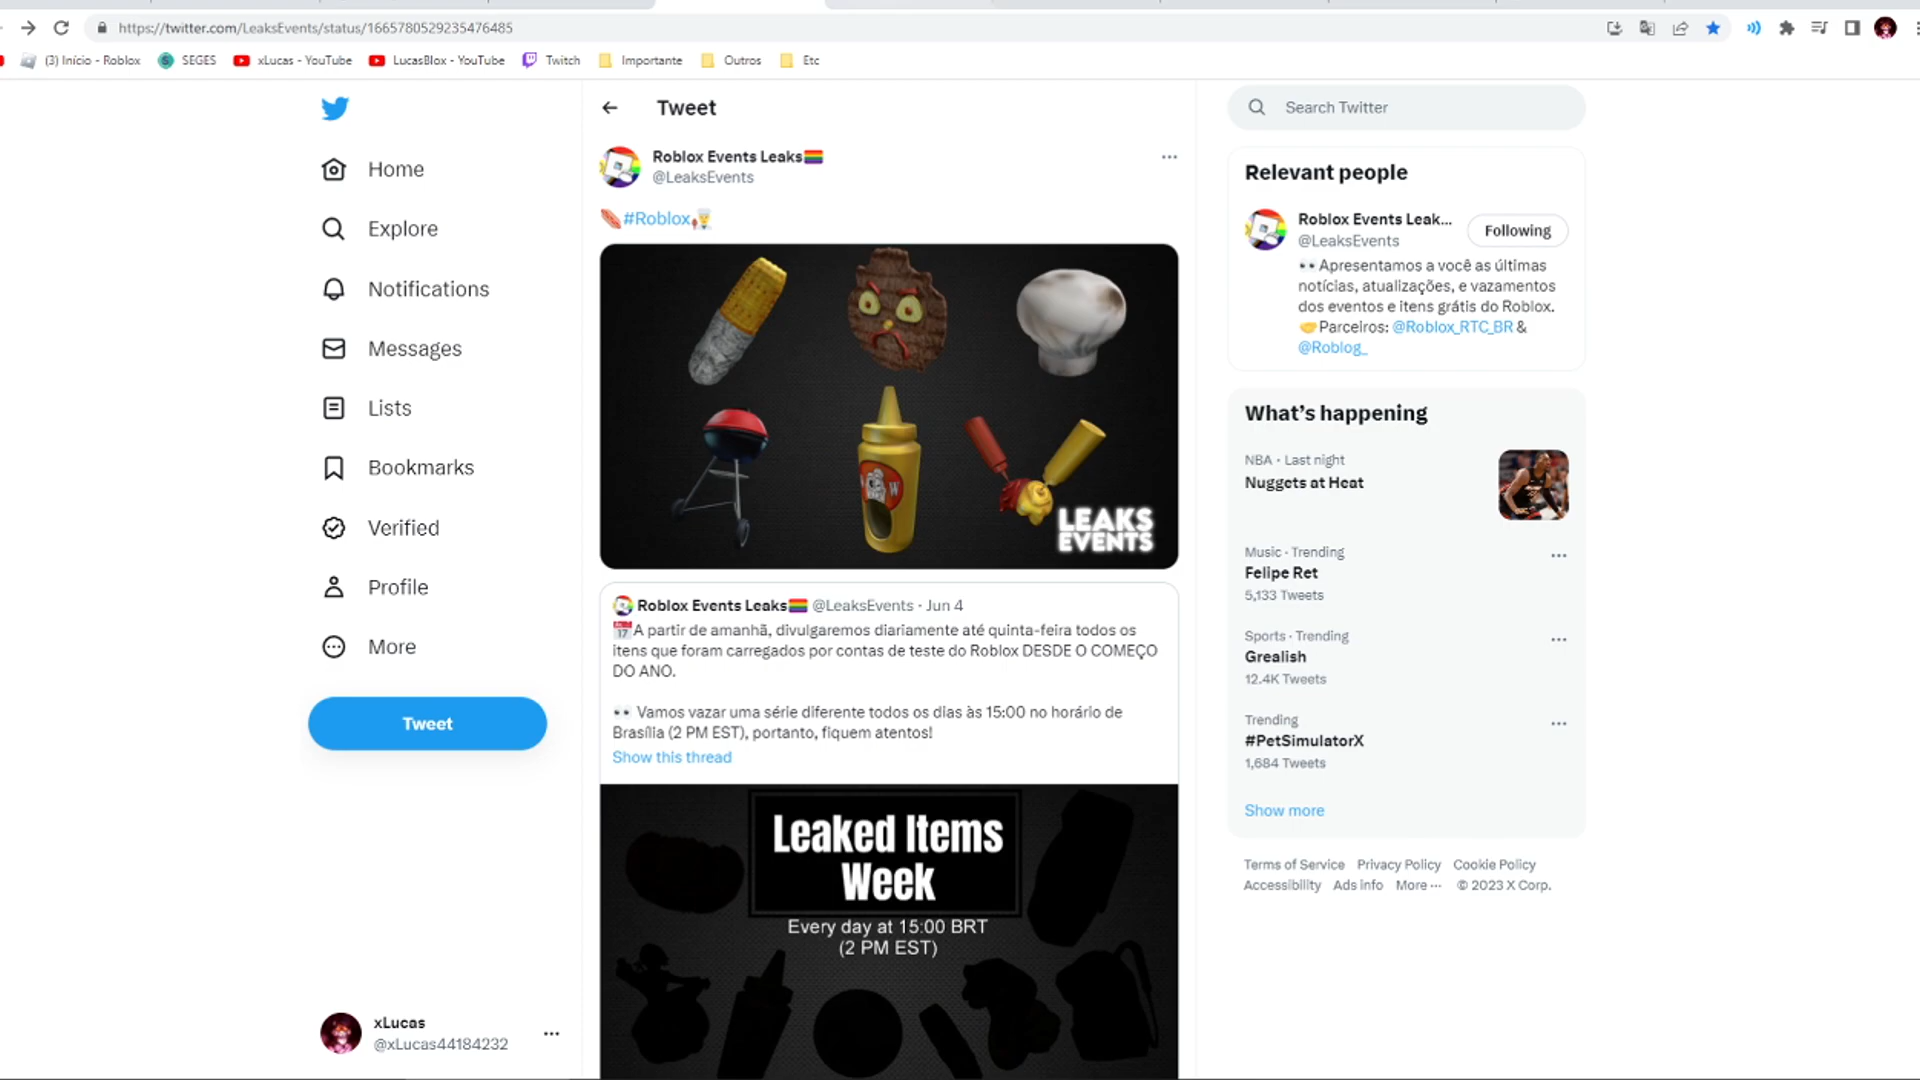 https://twitter.com/LeaksEvents/status/1665780529235476485
(3) Início - Roblox
SEGES
xLucas - YouTube
LucasBlox - YouTube
Twitch
Importante
Outros
Etc
Home
Explore
Notifications
Messages
Lists
Bookmarks
Verified
Profile
More
Tweet
xLucas
@xLucas44184232
Tweet
Roblox Events Leaks
@LeaksEvents
#Roblox
W
LEAKS
EVENTS
Roblox Events Leaks @LeaksEvents · Jun 4
17 A partir de amanhã, divulgaremos diariamente até quinta-feira todos os
itens que foram carregados por contas de teste do Roblox DESDE O COMEÇO
DO ANO.
Vamos vazar uma série diferente todos os dias às 15:00 no horário de
Brasília (2 PM EST), portanto, fiquem atentos!
Show this thread
Leaked Items
Week
Every day at 15:00 BRT
(2 PM EST)
Search Twitter
Relevant people
Roblox Events Leak...
@LeaksEvents
Following
Apresentamos a você as últimas
notícias, atualizações, e vazamentos
dos eventos e itens grátis do Roblox.
Parceiros: @Roblox_RTC_BR &
@Roblog_
What's happening
NBA · Last night
Nuggets at Heat
Music · Trending
Felipe Ret
5,133 Tweets
Sports · Trending
Grealish
12.4K Tweets
Trending
#PetSimulatorX
1,684 Tweets
Show more
Terms of Service Privacy Policy Cookie Policy
Accessibility Ads info More ··· © 2023 X Corp.